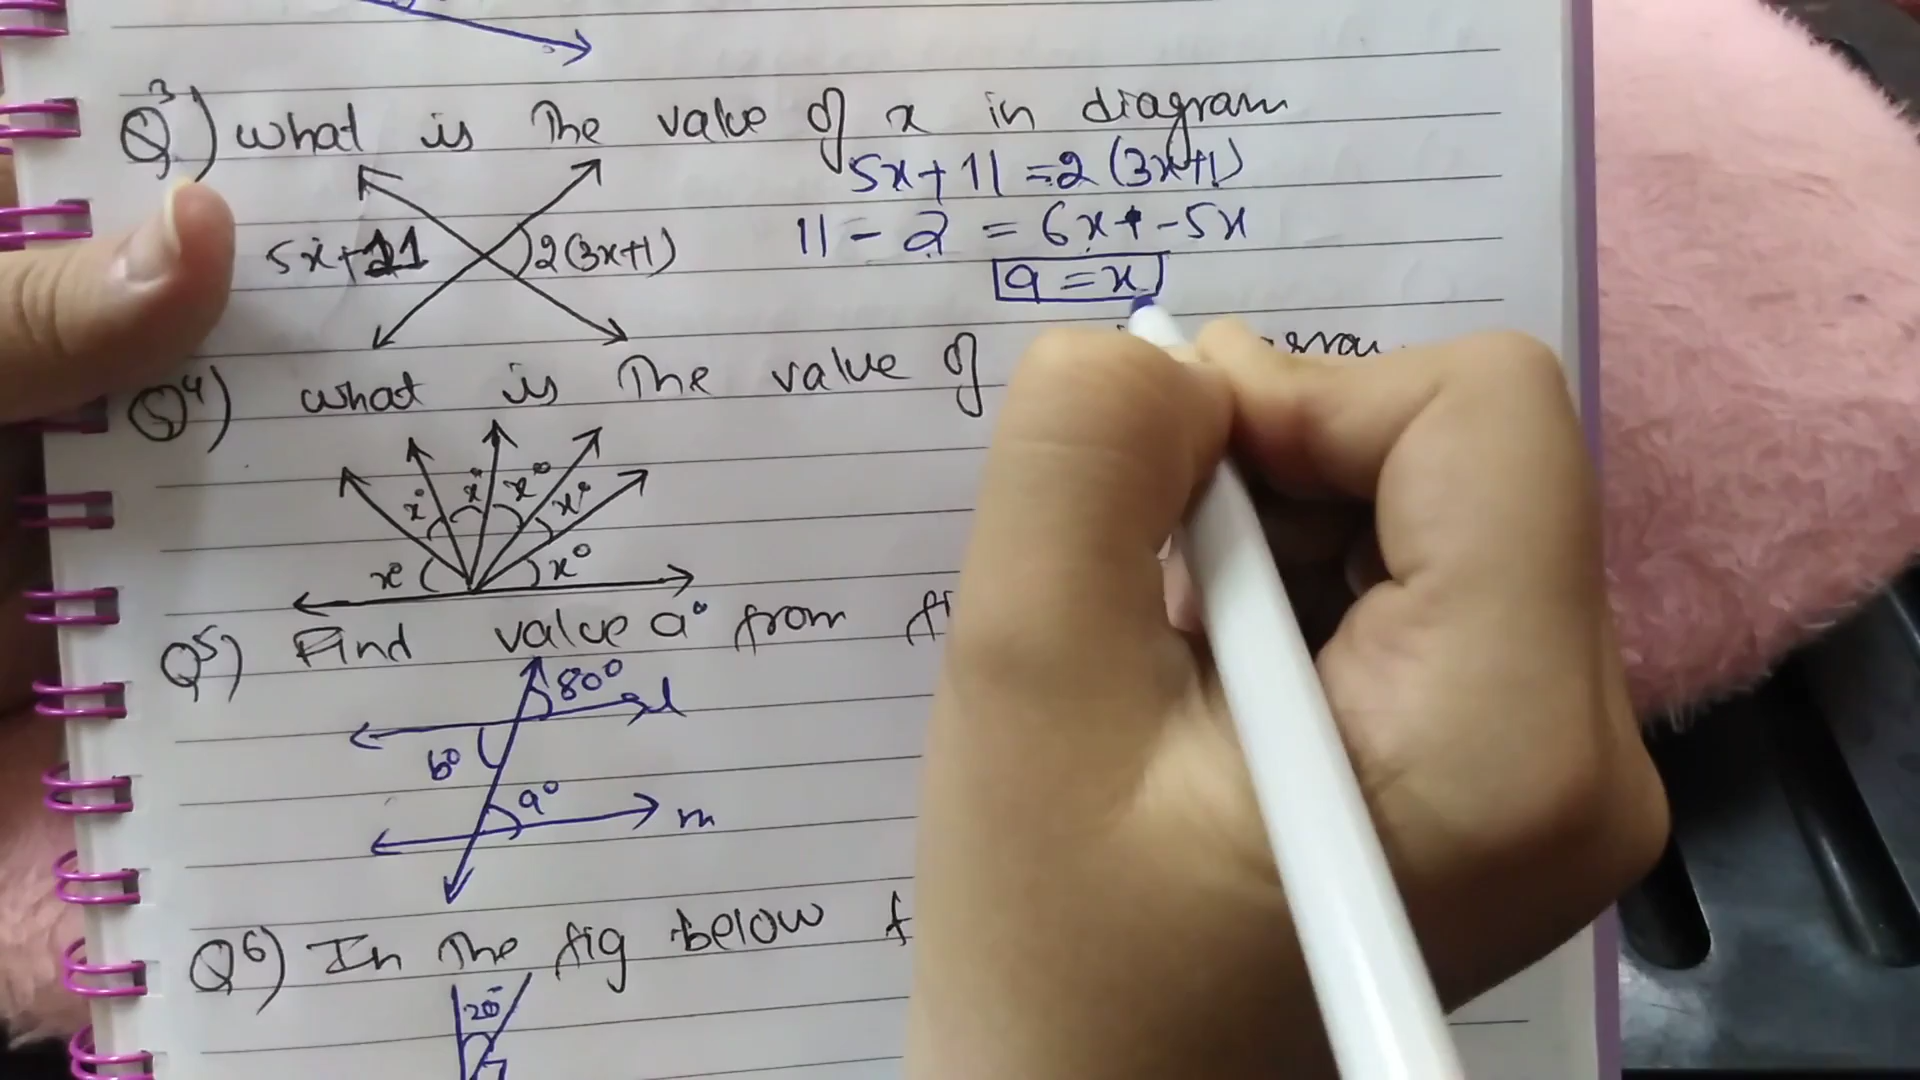 Q3) what is The value of x in diagram
5x+11 =2 (3x+1)
11 - 2 = 6x - 5x
5x+11
2(3x+1)
9 = x
Q4) what is The value of
x° x° x° x°
x° x°
Q5) Find value a° from
80°
l
b°
a°
m
Q6) In The fig below
20°